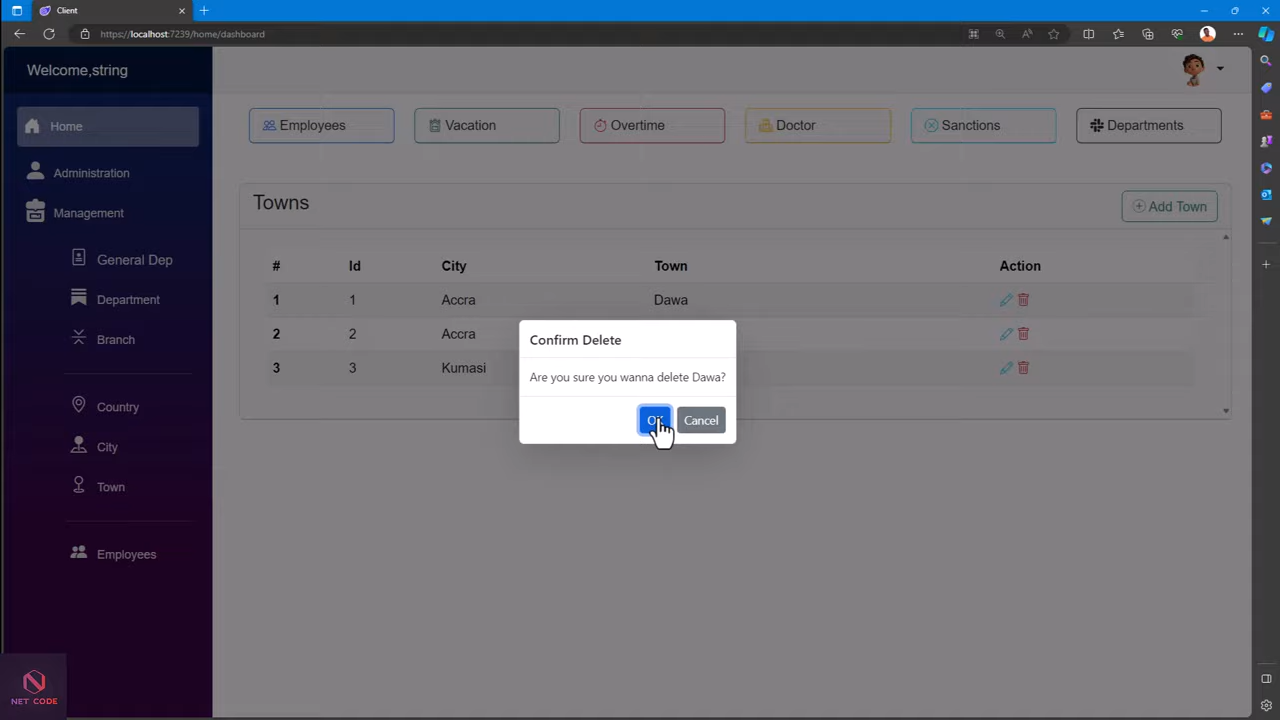 Client
https://localhost:7239/home/dashboard
Welcome,string
Home
Administration
Management
General Dep
Department
Branch
Country
City
Town
Employees
NET CODE
Employees
Vacation
Overtime
Doctor
Sanctions
Departments
Towns
Add Town
# Id City Town Action
1 1 Accra Dawa
2 2 Accra
3 3 Kumasi
Confirm Delete
Are you sure you wanna delete Dawa?
Cancel